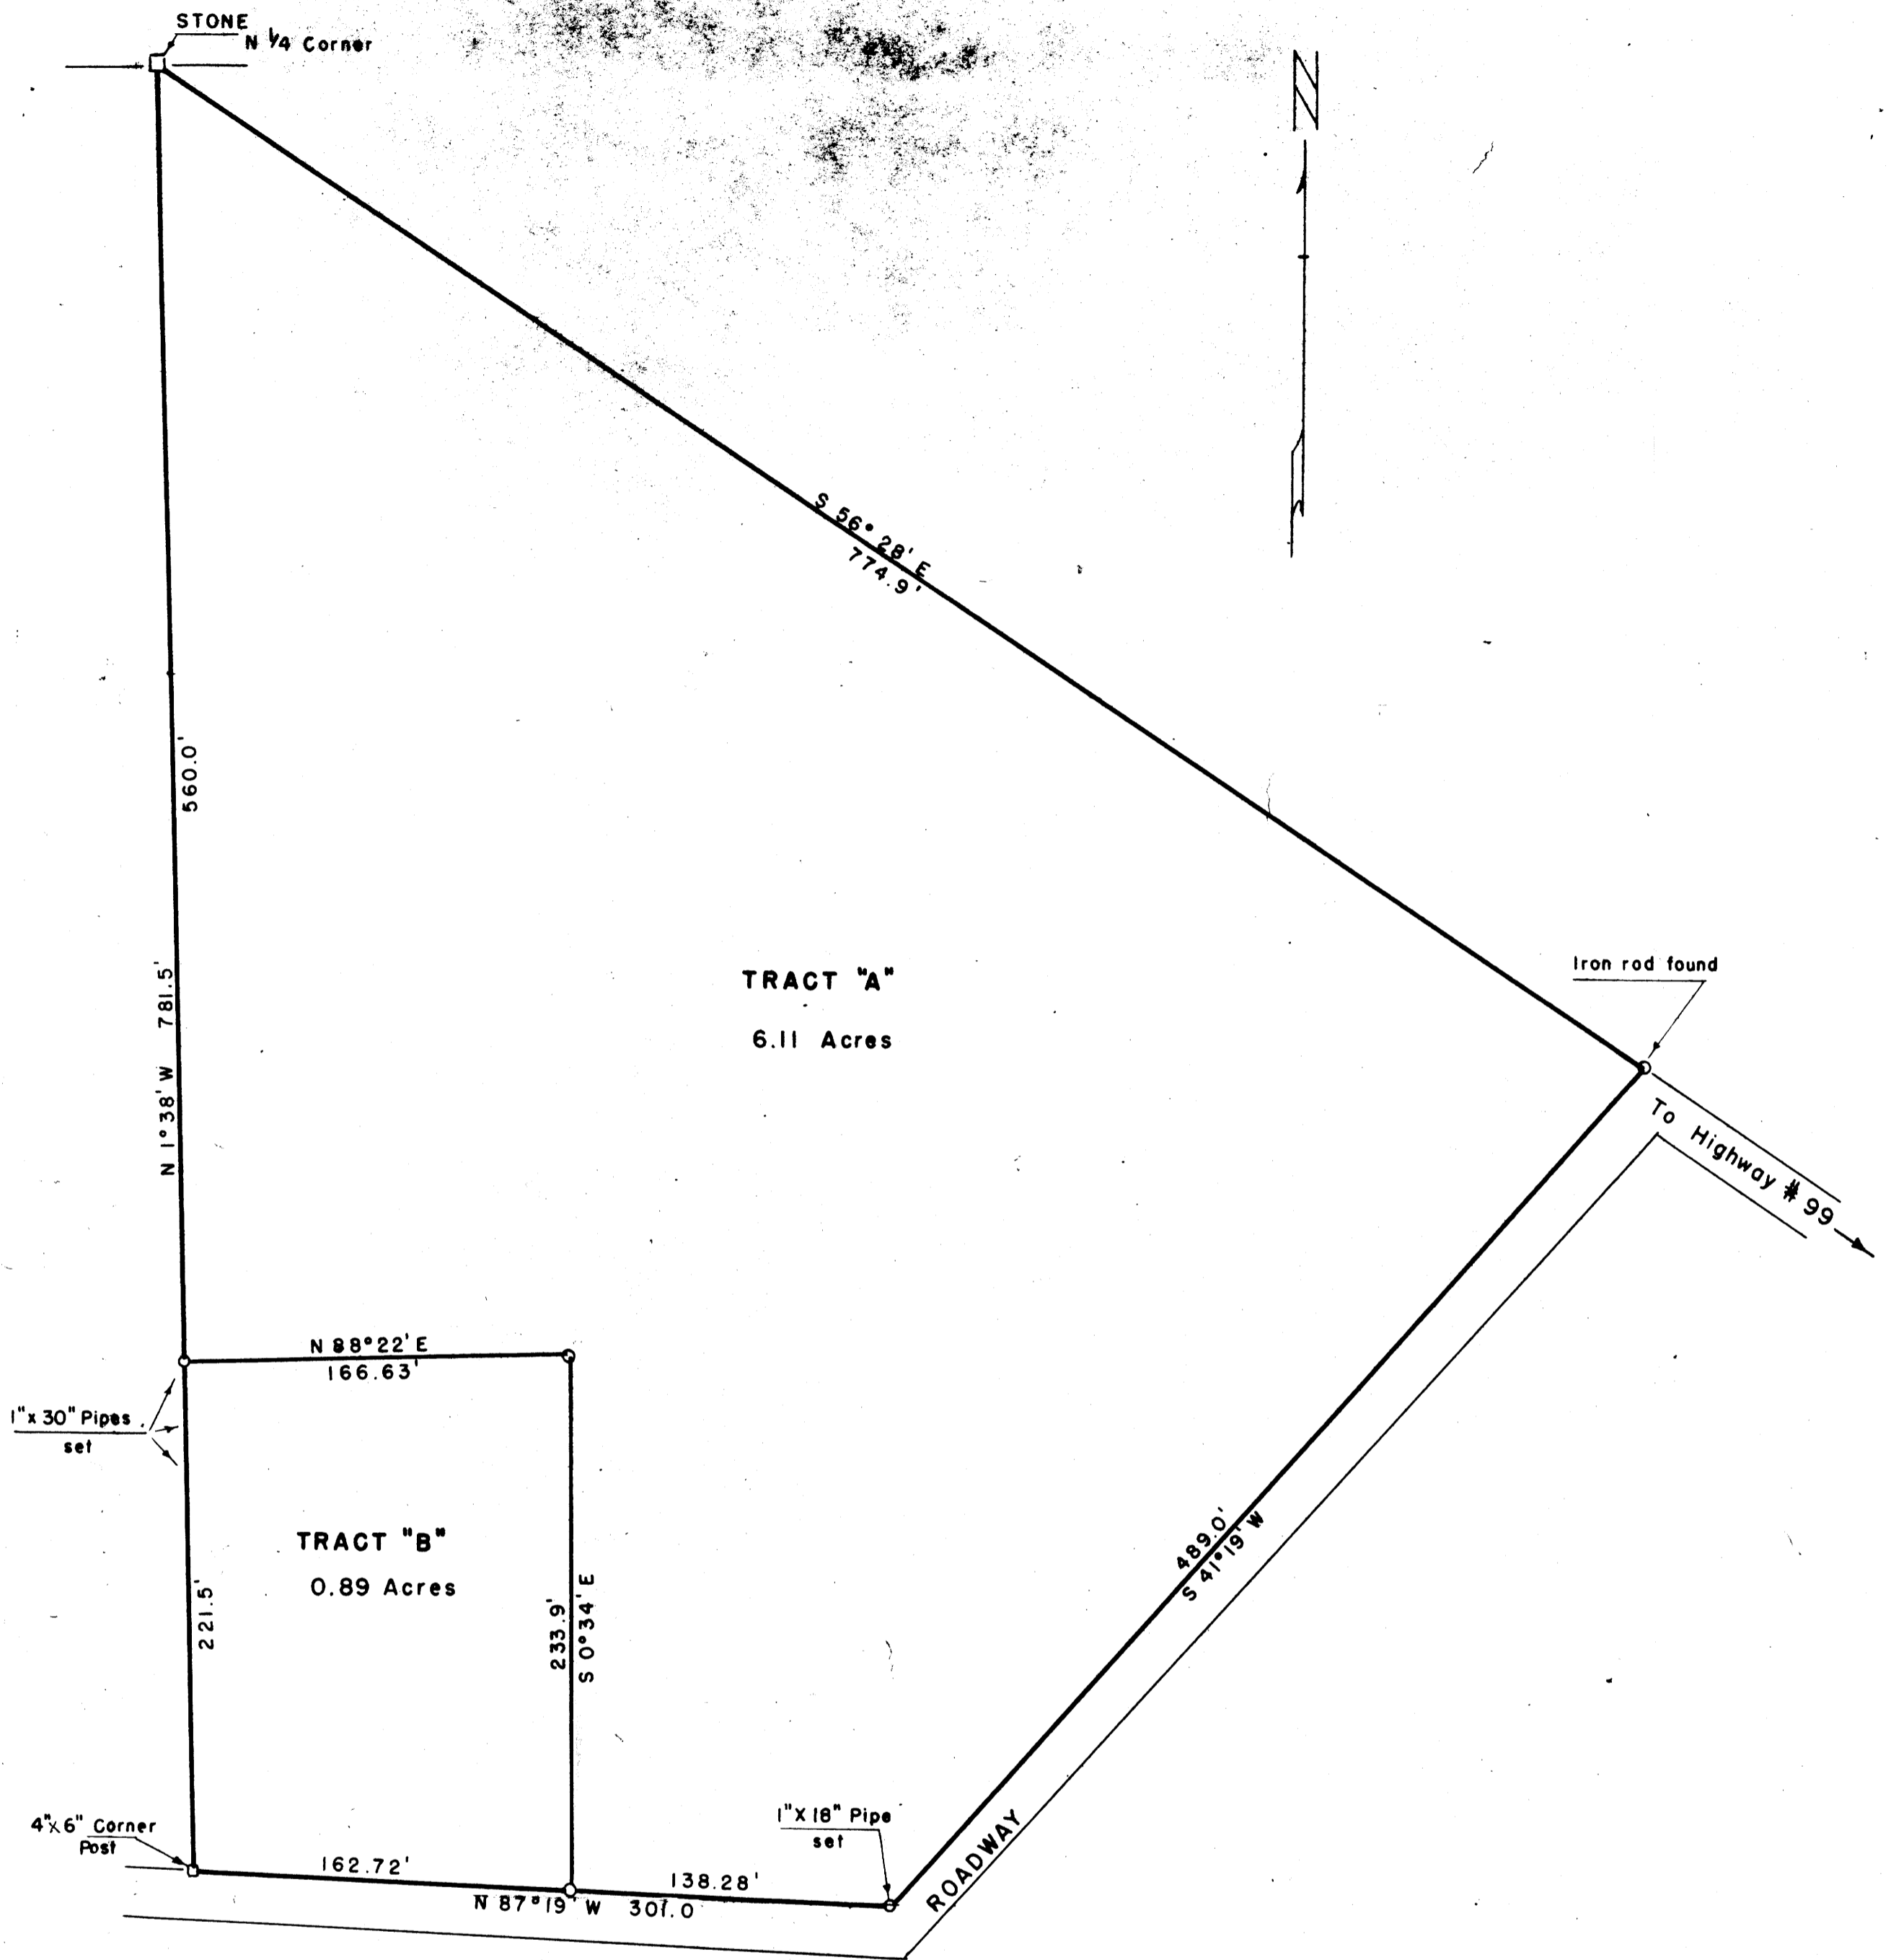 STONE
N 1/4 Corner
N
S 56° 28' E
774.9'
560.0'
N 1° 38' W 781.5'
TRACT "A"
6.11 Acres
Iron rod found
To Highway # 99
N 88° 22' E
166.63'
1" x 30" Pipes
set
TRACT "B"
0.89 Acres
221.5'
233.9'
S 0° 34' E
489.0'
S 41° 19' W
4" x 6" Corner
Post
1" X 18" Pipe
set
162.72'
138.28'
N 87° 19' W 301.0
ROADWAY